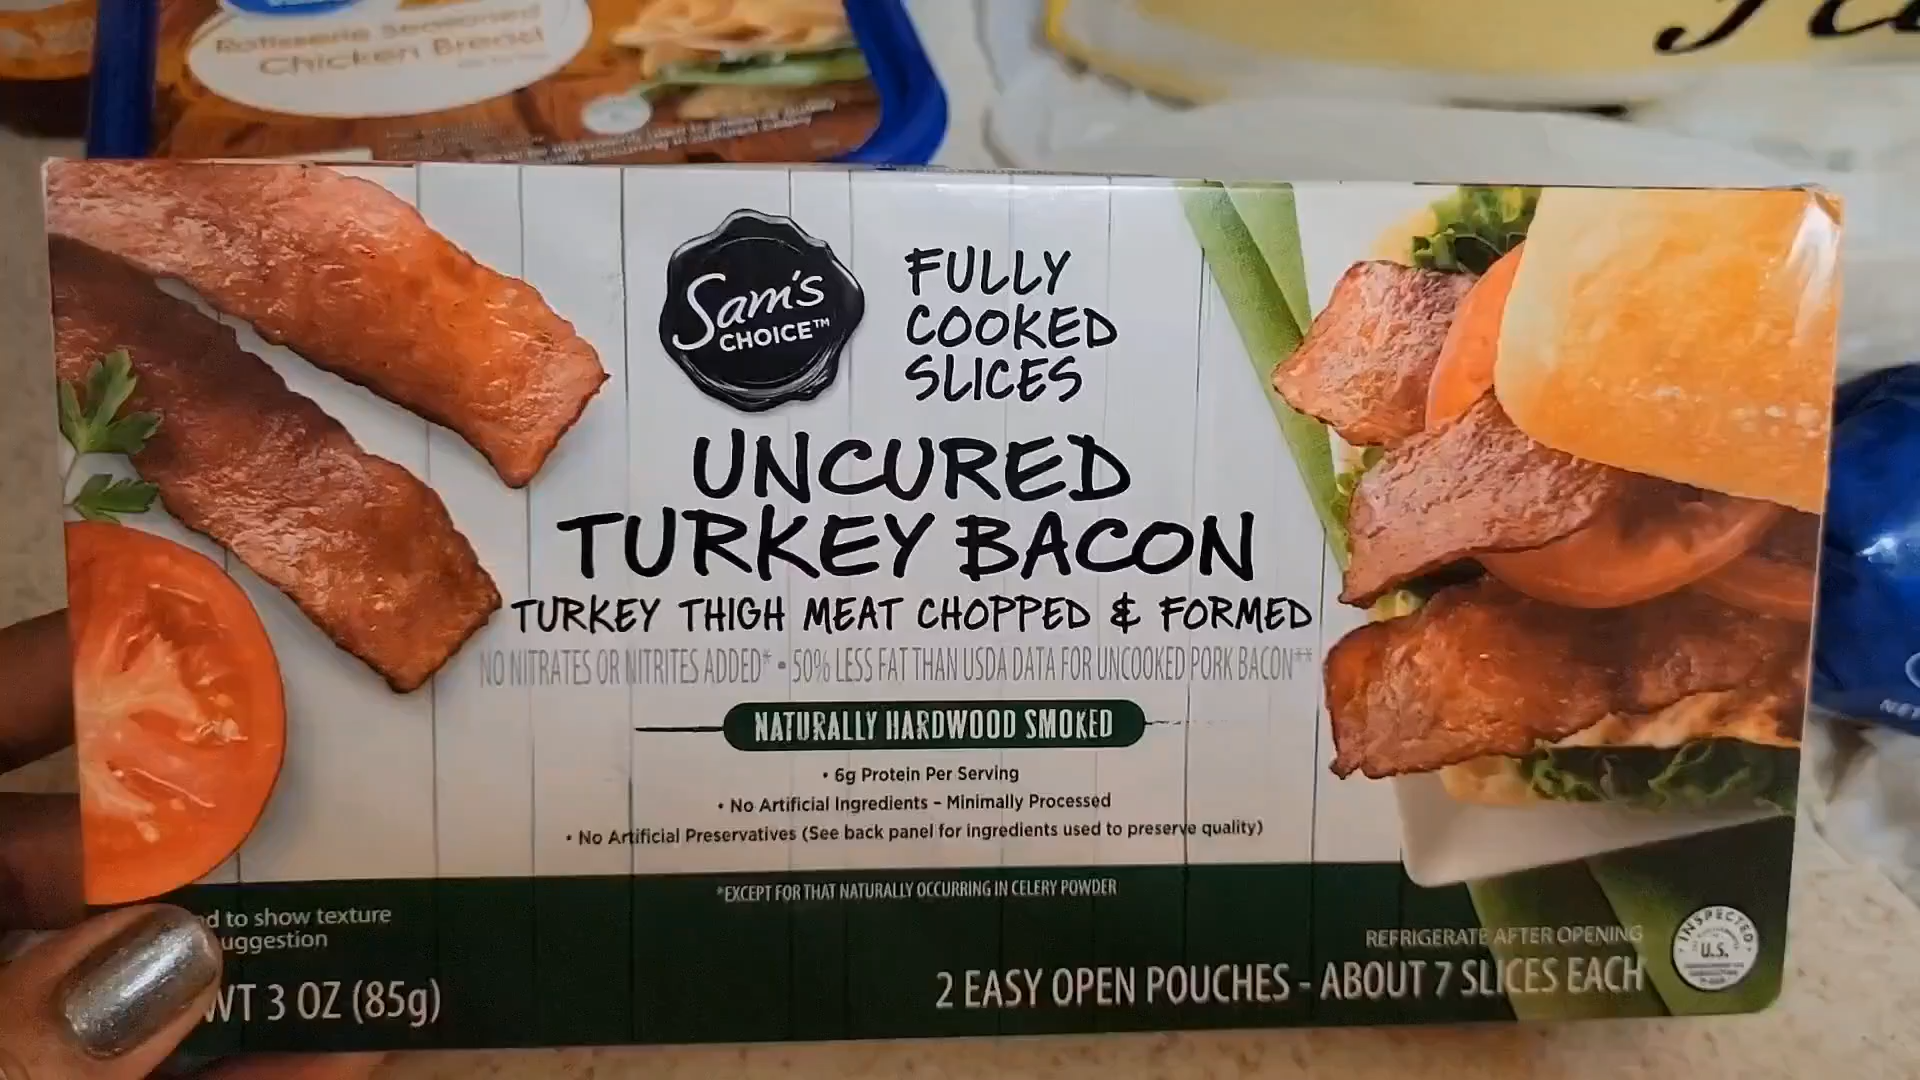 Rotisserie Seasoned
Chicken Breast
Sam's
CHOICE™
FULLY
COOKED
SLICES
UNCURED
TURKEY BACON
TURKEY THIGH MEAT CHOPPED & FORMED
NO NITRATES OR NITRITES ADDED* • 50% LESS FAT THAN USDA DATA FOR UNCOOKED PORK BACON**
NATURALLY HARDWOOD SMOKED
• 6g Protein Per Serving
• No Artificial Ingredients – Minimally Processed
• No Artificial Preservatives (See back panel for ingredients used to preserve quality)
*EXCEPT FOR THAT NATURALLY OCCURRING IN CELERY POWDER
d to show texture
uggestion
WT 3 OZ (85g)
REFRIGERATE AFTER OPENING
2 EASY OPEN POUCHES - ABOUT 7 SLICES EACH
INSPECTED
U.S.
NET